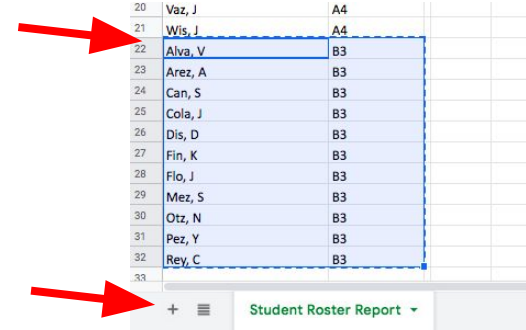 20 Vaz, J A4
21 Wis, J A4
22 Alva, V B3
23 Arez, A B3
24 Can, S B3
25 Cola, J B3
26 Dis, D B3
27 Fin, K B3
28 Flo, J B3
29 Mez, S B3
30 Otz, N B3
31 Pez, Y B3
32 Rey, C B3
33
Student Roster Report